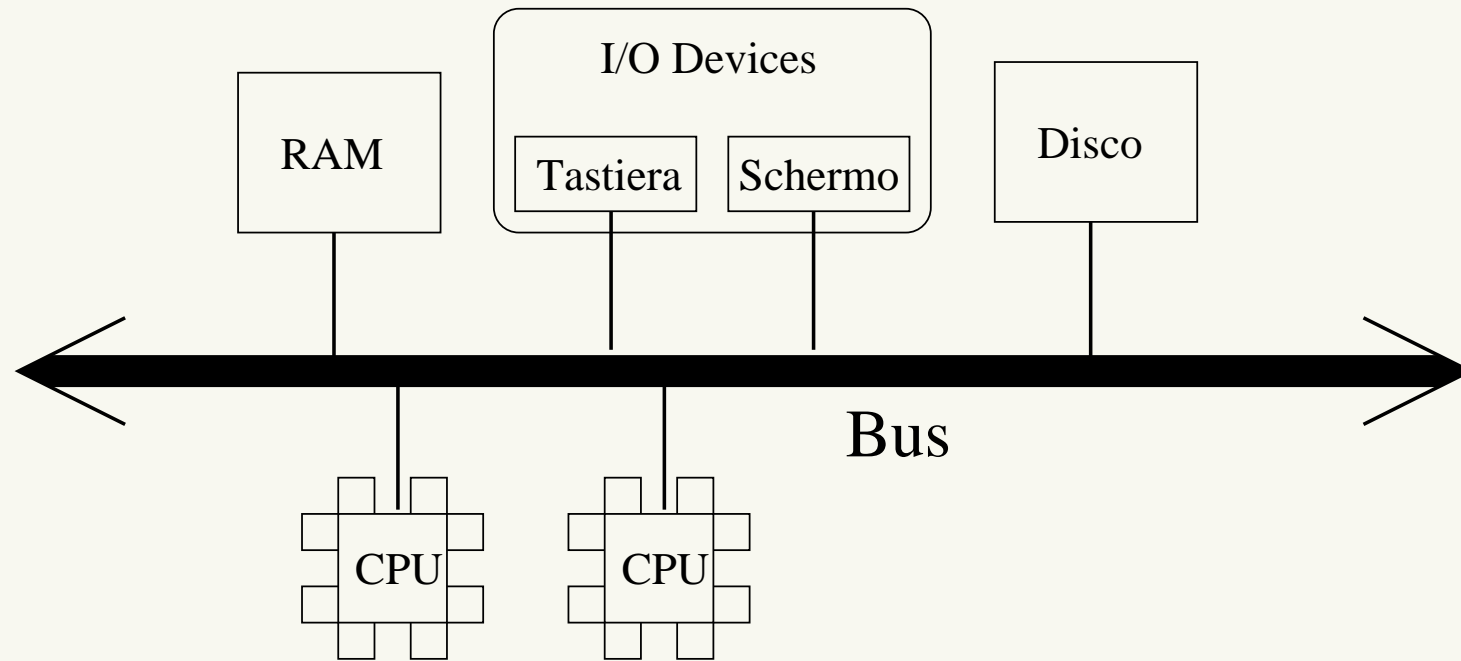 I/O Devices
RAM
Tastiera
Schermo
Disco
Bus
CPU
CPU